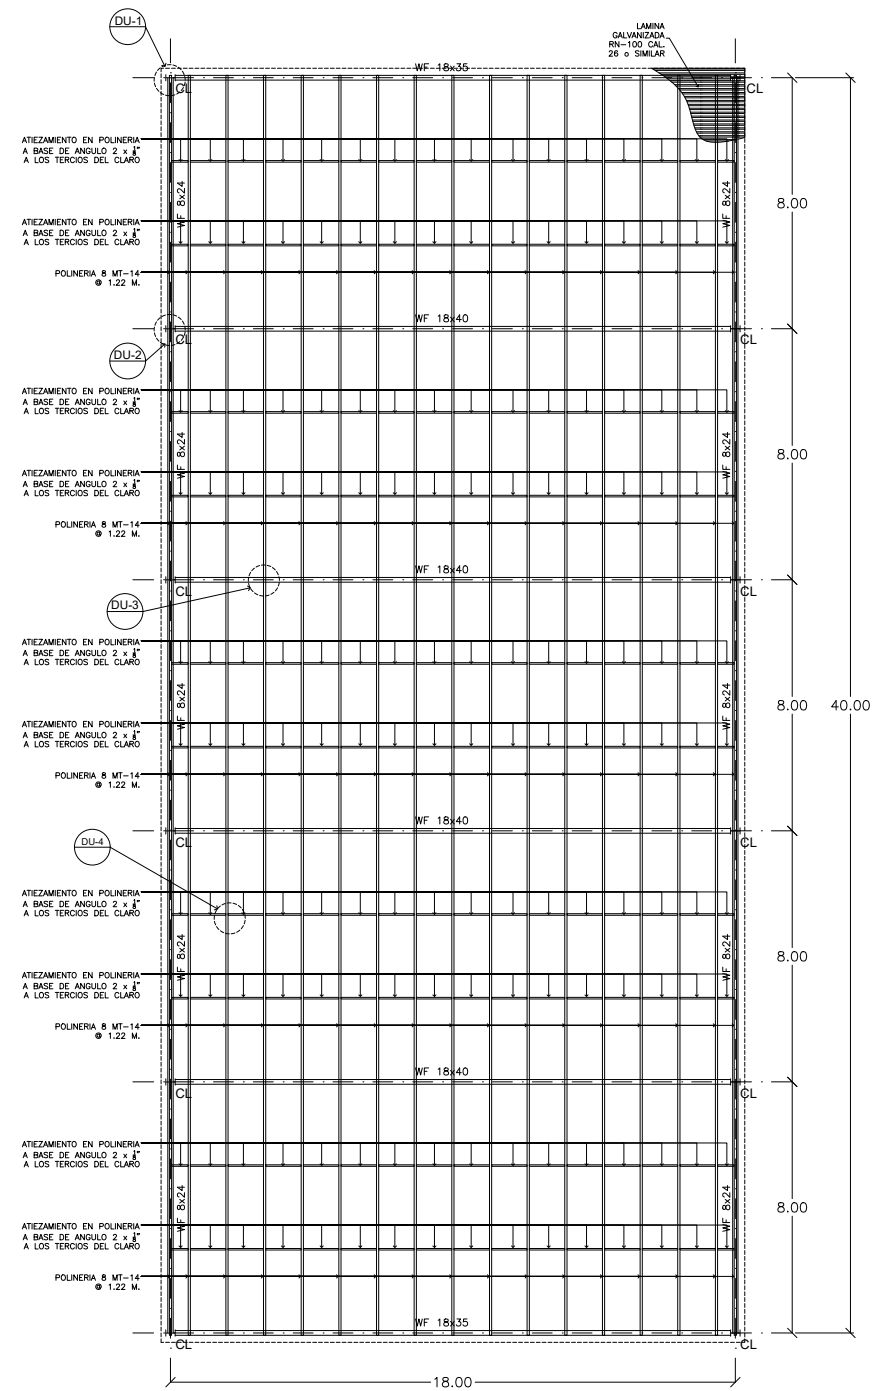 DU-1
LAMINA
GALVANIZADA
RN-100 CAL.
26 o SIMILAR
WF 18x35
CL
CL
ATIEZAMIENTO EN POLINERIA
A BASE DE ANGULO 2 x 1/8"
A LOS TERCIOS DEL CLARO
WF 8x24
WF 8x24
8.00
ATIEZAMIENTO EN POLINERIA
A BASE DE ANGULO 2 x 1/8"
A LOS TERCIOS DEL CLARO
POLINERIA 8 MT-14
@ 1.22 M.
WF 18x40
CL
CL
DU-2
ATIEZAMIENTO EN POLINERIA
A BASE DE ANGULO 2 x 1/8"
A LOS TERCIOS DEL CLARO
WF 8x24
WF 8x24
8.00
ATIEZAMIENTO EN POLINERIA
A BASE DE ANGULO 2 x 1/8"
A LOS TERCIOS DEL CLARO
POLINERIA 8 MT-14
@ 1.22 M.
WF 18x40
CL
CL
DU-3
ATIEZAMIENTO EN POLINERIA
A BASE DE ANGULO 2 x 1/8"
A LOS TERCIOS DEL CLARO
WF 8x24
WF 8x24
8.00
40.00
ATIEZAMIENTO EN POLINERIA
A BASE DE ANGULO 2 x 1/8"
A LOS TERCIOS DEL CLARO
POLINERIA 8 MT-14
@ 1.22 M.
WF 18x40
CL
CL
DU-4
ATIEZAMIENTO EN POLINERIA
A BASE DE ANGULO 2 x 1/8"
A LOS TERCIOS DEL CLARO
WF 8x24
WF 8x24
8.00
ATIEZAMIENTO EN POLINERIA
A BASE DE ANGULO 2 x 1/8"
A LOS TERCIOS DEL CLARO
POLINERIA 8 MT-14
@ 1.22 M.
WF 18x40
CL
CL
ATIEZAMIENTO EN POLINERIA
A BASE DE ANGULO 2 x 1/8"
A LOS TERCIOS DEL CLARO
WF 8x24
WF 8x24
8.00
ATIEZAMIENTO EN POLINERIA
A BASE DE ANGULO 2 x 1/8"
A LOS TERCIOS DEL CLARO
POLINERIA 8 MT-14
@ 1.22 M.
WF 18x35
CL
CL
18.00